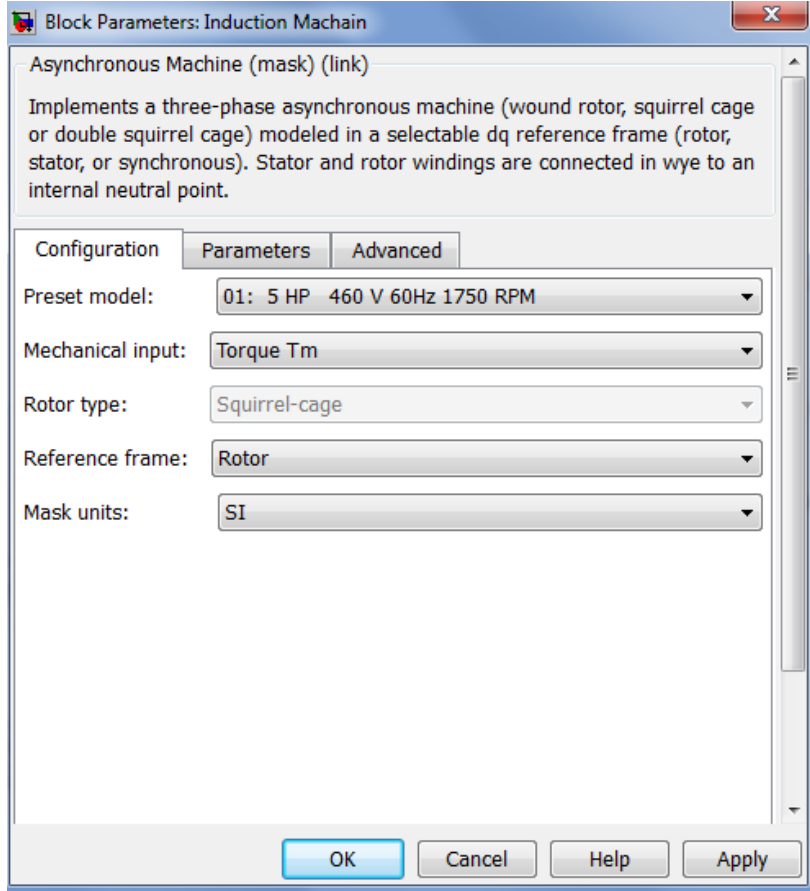 Block Parameters: Induction Machain
Asynchronous Machine (mask) (link)
Implements a three-phase asynchronous machine (wound rotor, squirrel cage
or double squirrel cage) modeled in a selectable dq reference frame (rotor,
stator, or synchronous). Stator and rotor windings are connected in wye to an
internal neutral point.
Configuration Parameters Advanced
Preset model: 01: 5 HP 460 V 60Hz 1750 RPM
Mechanical input: Torque Tm
Rotor type: Squirrel-cage
Reference frame: Rotor
Mask units: SI
OK Cancel Help Apply